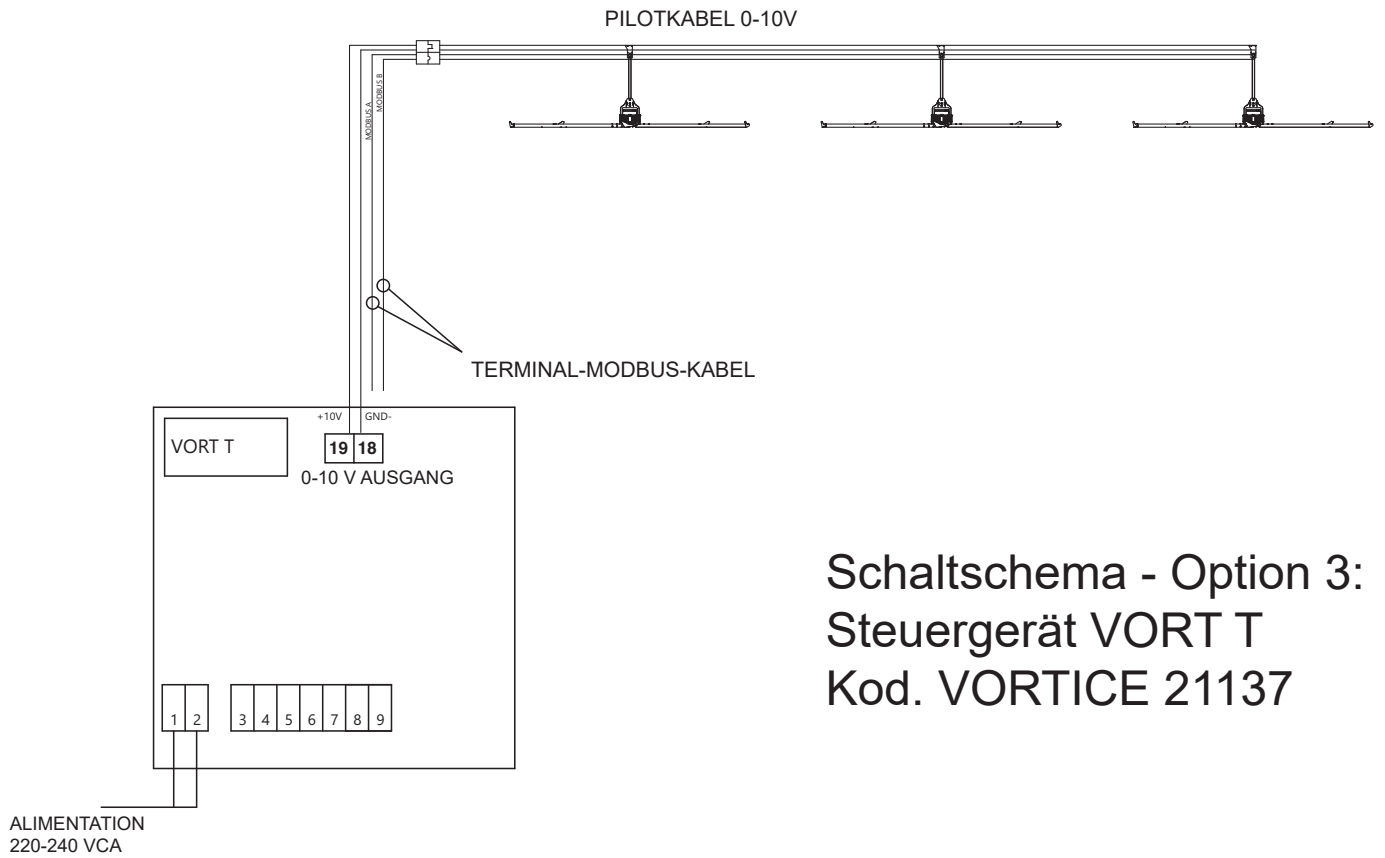 PILOTKABEL 0-10V
MODBUS A
MODBUS B
TERMINAL-MODBUS-KABEL
+10V GND-
VORT T
19 18
0-10 V AUSGANG
Schaltschema - Option 3:
Steuergerät VORT T
Kod. VORTICE 21137
1 2 3 4 5 6 7 8 9
ALIMENTATION
220-240 VCA